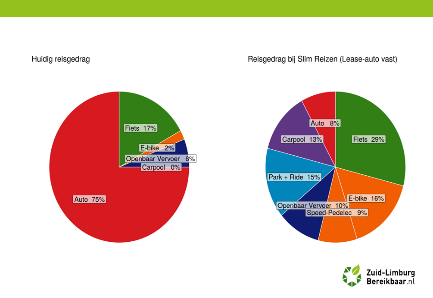 Huidig reisgedrag
Reisgedrag bij Slim Reizen (Lease-auto vast)
Fiets 17%
E-bike 2%
Openbaar Vervoer 6%
Carpool 0%
Auto 75%
Auto 8%
Carpool 13%
Fiets 29%
Park + Ride 15%
E-bike 16%
Openbaar Vervoer 10%
Speed-Pedelec 9%
Zuid-Limburg
Bereikbaar.nl